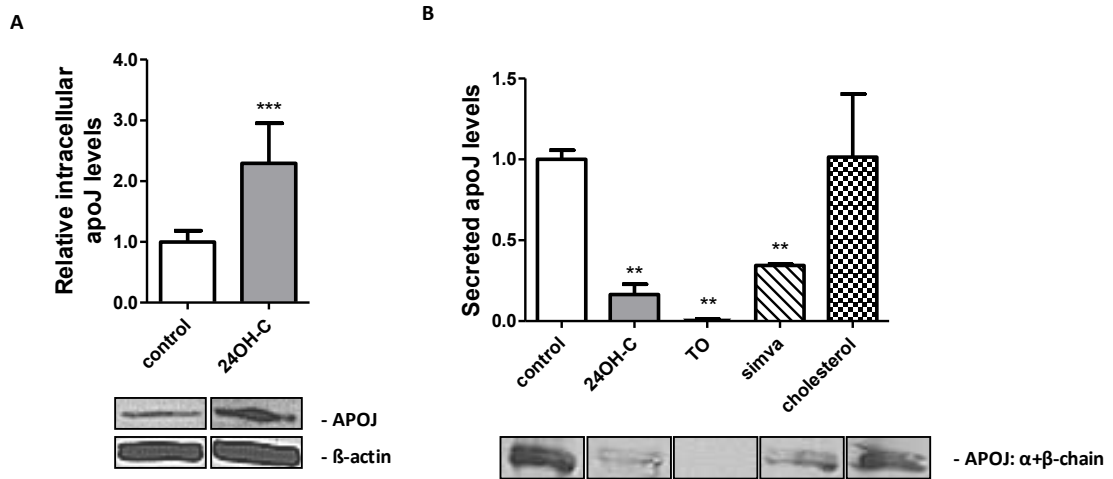 A
Relative intracellular
apoJ levels
4.0
3.0
2.0
1.0
0.0
***
control
24OH-C
- APOJ
- ß-actin
B
Secreted apoJ levels
1.5
1.0
0.5
0.0
**
**
**
control
24OH-C
TO
simva
cholesterol
- APOJ: α+β-chain